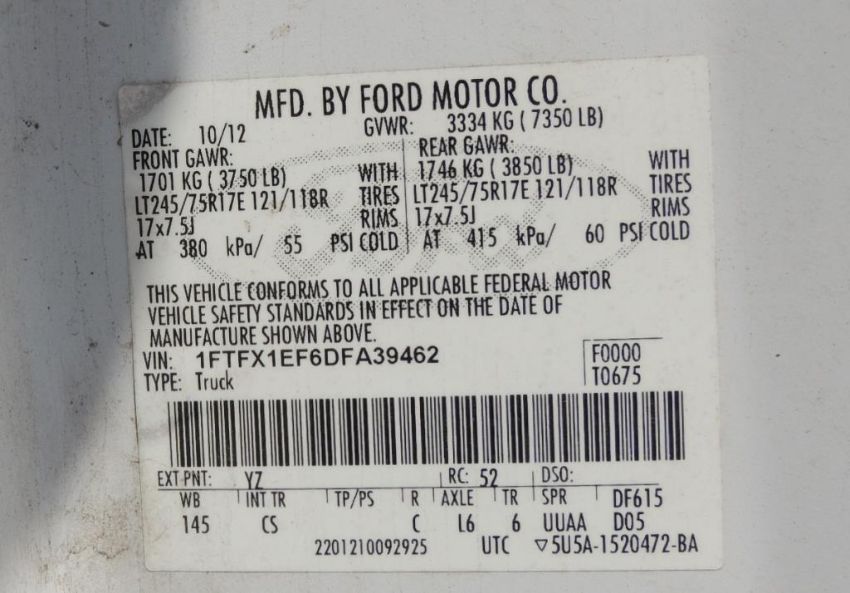 MFD. BY FORD MOTOR CO.
DATE: 10/12 GVWR: 3334 KG ( 7350 LB)
FRONT GAWR: REAR GAWR:
1701 KG ( 3750 LB) WITH 1746 KG ( 3850 LB) WITH
LT245/75R17E 121/118R TIRES LT245/75R17E 121/118R TIRES
17x7.5J RIMS 17x7.5J RIMS
AT 380 kPa/ 55 PSI COLD AT 415 kPa/ 60 PSI COLD
THIS VEHICLE CONFORMS TO ALL APPLICABLE FEDERAL MOTOR
VEHICLE SAFETY STANDARDS IN EFFECT ON THE DATE OF
MANUFACTURE SHOWN ABOVE.
VIN: 1FTFX1EF6DFA39462 F0000
TYPE: Truck T0675
EXT PNT: YZ RC: 52 DSO:
WB INT TR TP/PS R AXLE TR SPR DF615
145 CS C L6 6 UUAA D05
2201210092925 UTC ▽5U5A-1520472-BA